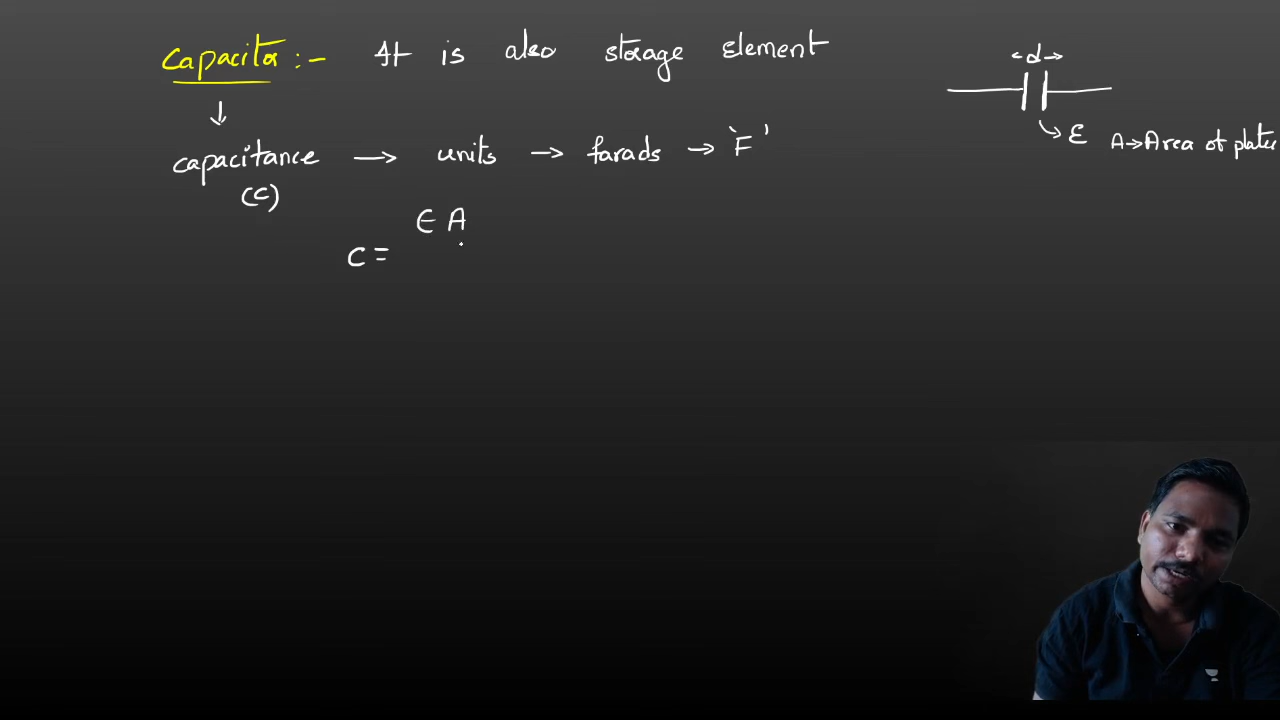 Capacitor :- It is also storage element
← d →
ε A → Area of plates
↓
capacitance → units → farads → 'F'
(C)
∈ A
C =